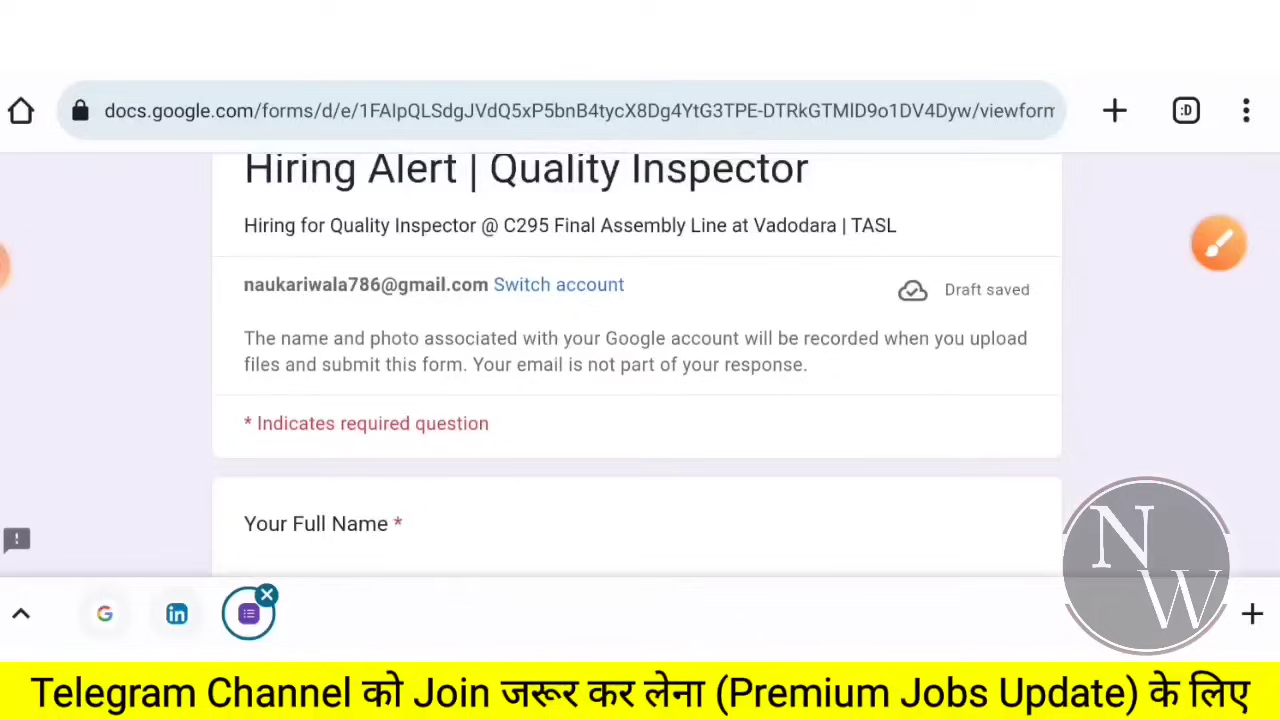 docs.google.com/forms/d/e/1FAIpQLSdgJVdQ5xP5bnB4tycX8Dg4YtG3TPE-DTRkGTMlD9o1DV4Dyw/viewform
:D
Hiring Alert | Quality Inspector
Hiring for Quality Inspector @ C295 Final Assembly Line at Vadodara | TASL
naukariwala786@gmail.com Switch account
Draft saved
The name and photo associated with your Google account will be recorded when you upload
files and submit this form. Your email is not part of your response.
* Indicates required question
Your Full Name *
N
W
G
in
Telegram Channel को Join जरूर कर लेना (Premium Jobs Update) के लिए